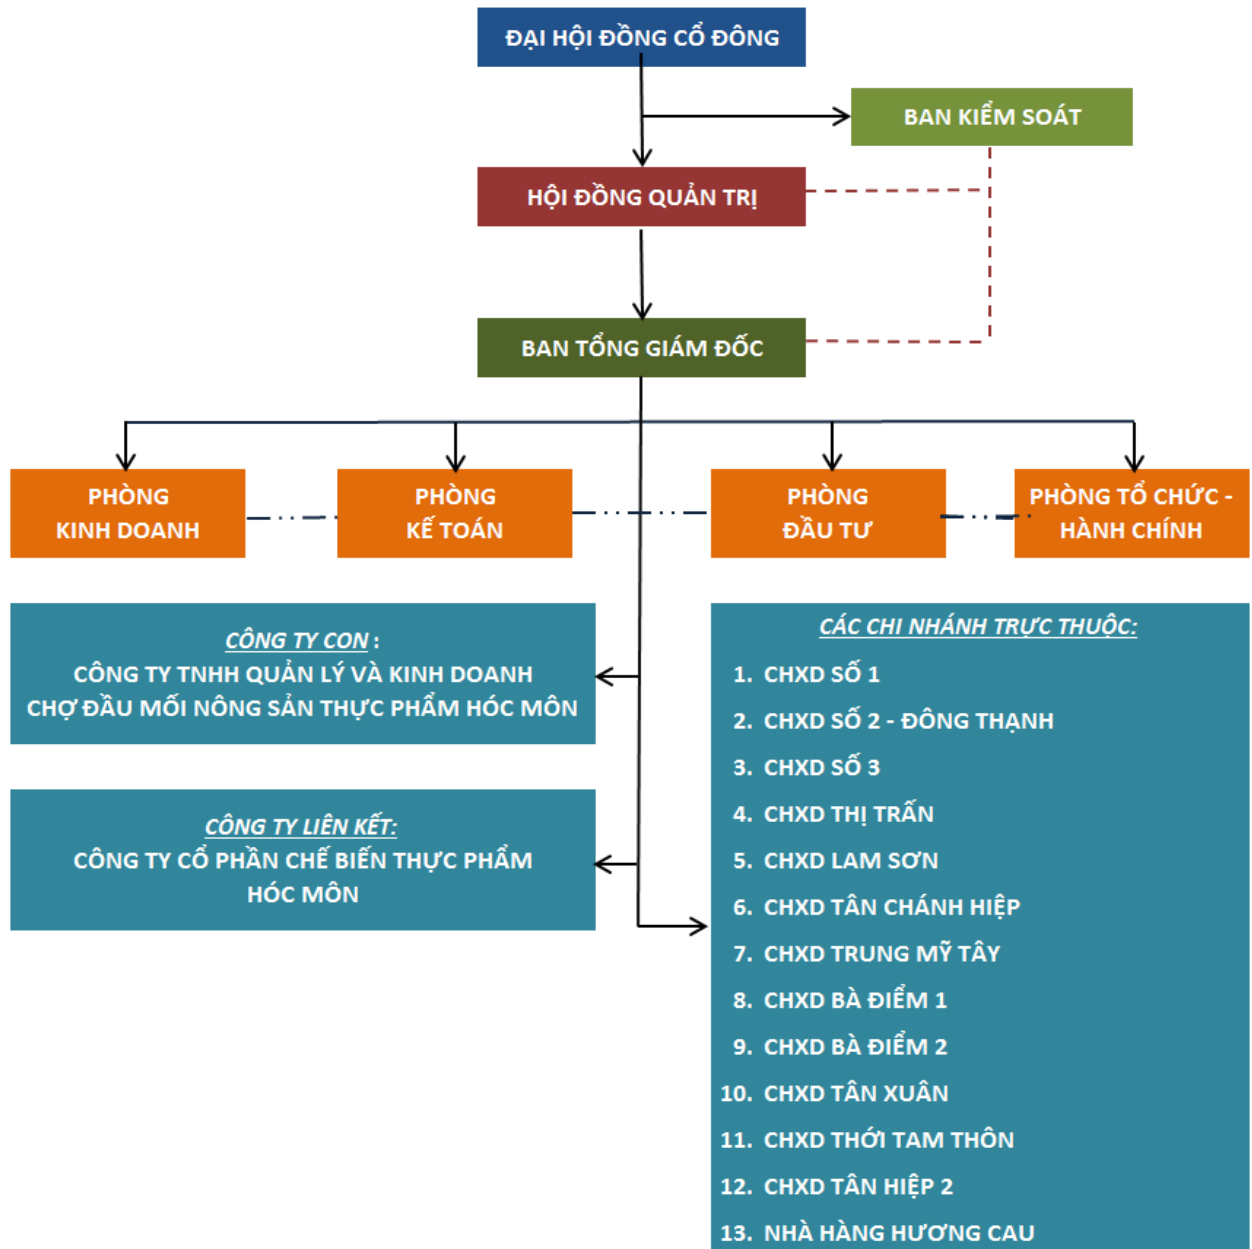 ĐẠI HỘI ĐỒNG CỔ ĐÔNG
BAN KIỂM SOÁT
HỘI ĐỒNG QUẢN TRỊ
BAN TỔNG GIÁM ĐỐC
PHÒNG
KINH DOANH
PHÒNG
KẾ TOÁN
PHÒNG
ĐẦU TƯ
PHÒNG TỔ CHỨC -
HÀNH CHÍNH
CÔNG TY CON :
CÔNG TY TNHH QUẢN LÝ VÀ KINH DOANH
CHỢ ĐẦU MỐI NÔNG SẢN THỰC PHẨM HÓC MÔN
CÔNG TY LIÊN KẾT:
CÔNG TY CỔ PHẦN CHẾ BIẾN THỰC PHẨM
HÓC MÔN
CÁC CHI NHÁNH TRỰC THUỘC:
1. CHXD SỐ 1
2. CHXD SỐ 2 - ĐÔNG THẠNH
3. CHXD SỐ 3
4. CHXD THỊ TRẤN
5. CHXD LAM SƠN
6. CHXD TÂN CHÁNH HIỆP
7. CHXD TRUNG MỸ TÂY
8. CHXD BÀ ĐIỂM 1
9. CHXD BÀ ĐIỂM 2
10. CHXD TÂN XUÂN
11. CHXD THỚI TAM THÔN
12. CHXD TÂN HIỆP 2
13. NHÀ HÀNG HƯƠNG CAU